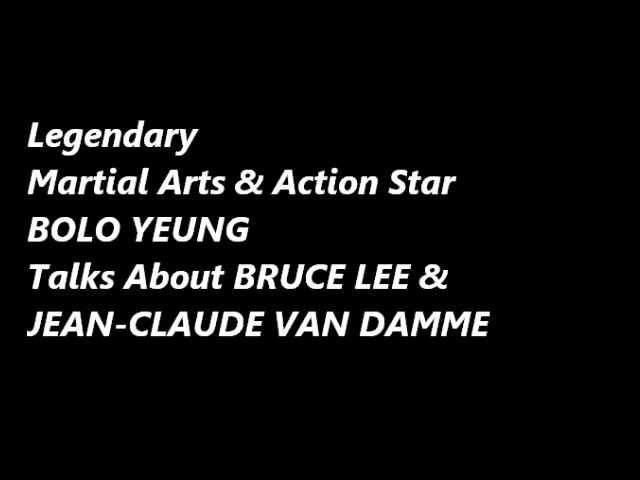 Legendary
Martial Arts & Action Star
BOLO YEUNG
Talks About BRUCE LEE &
JEAN-CLAUDE VAN DAMME